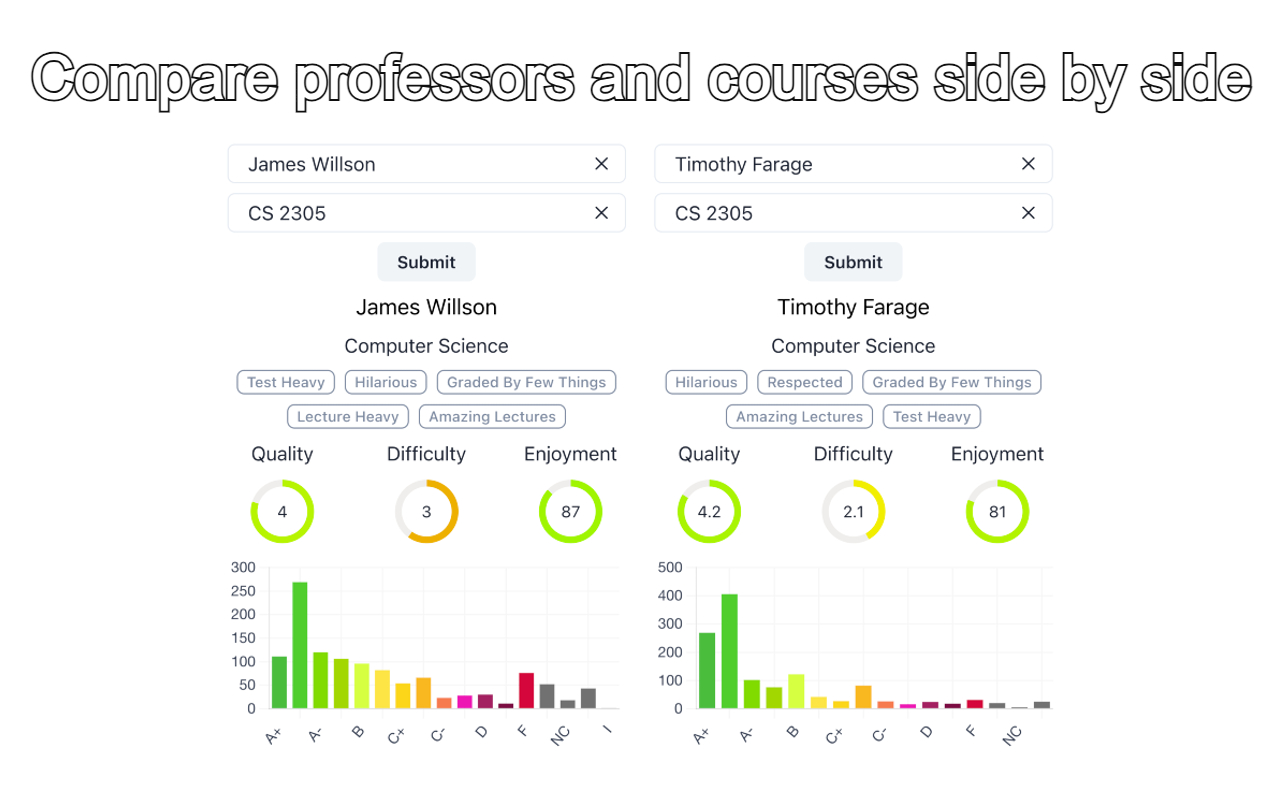 Compare professors and courses side by side
James Willson
CS 2305
Submit
James Willson
Computer Science
Test Heavy Hilarious Graded By Few Things
Lecture Heavy Amazing Lectures
Quality Difficulty Enjoyment
4 3 87
300
250
200
150
100
50
0
A+ A- B C+ C- D F NC I
Timothy Farage
CS 2305
Submit
Timothy Farage
Computer Science
Hilarious Respected Graded By Few Things
Amazing Lectures Test Heavy
Quality Difficulty Enjoyment
4.2 2.1 81
500
400
300
200
100
0
A+ A- B C+ C- D F NC